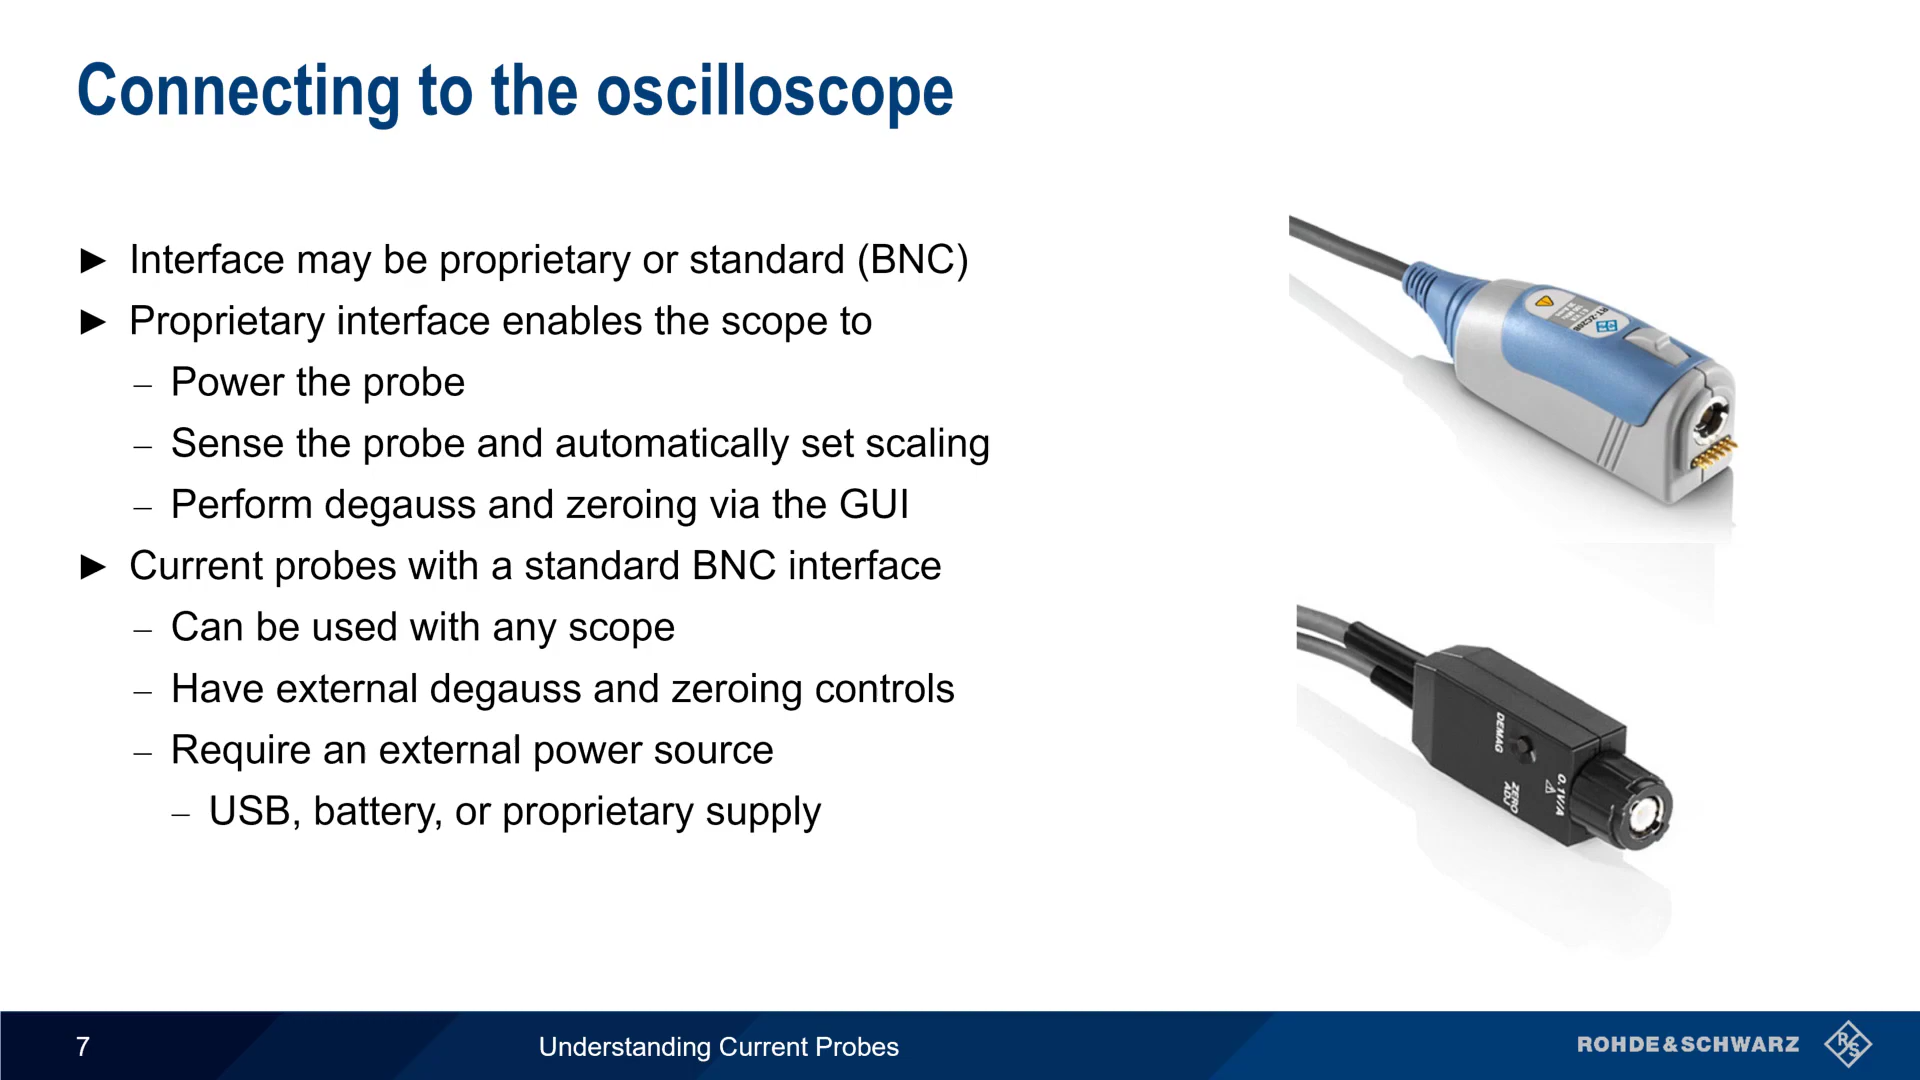 Connecting to the oscilloscope
► Interface may be proprietary or standard (BNC)
► Proprietary interface enables the scope to
– Power the probe
– Sense the probe and automatically set scaling
– Perform degauss and zeroing via the GUI
► Current probes with a standard BNC interface
– Can be used with any scope
– Have external degauss and zeroing controls
– Require an external power source
– USB, battery, or proprietary supply
DEMAG
ZERO
ADJ
0.1V/A
7
Understanding Current Probes
ROHDE&SCHWARZ
R&S